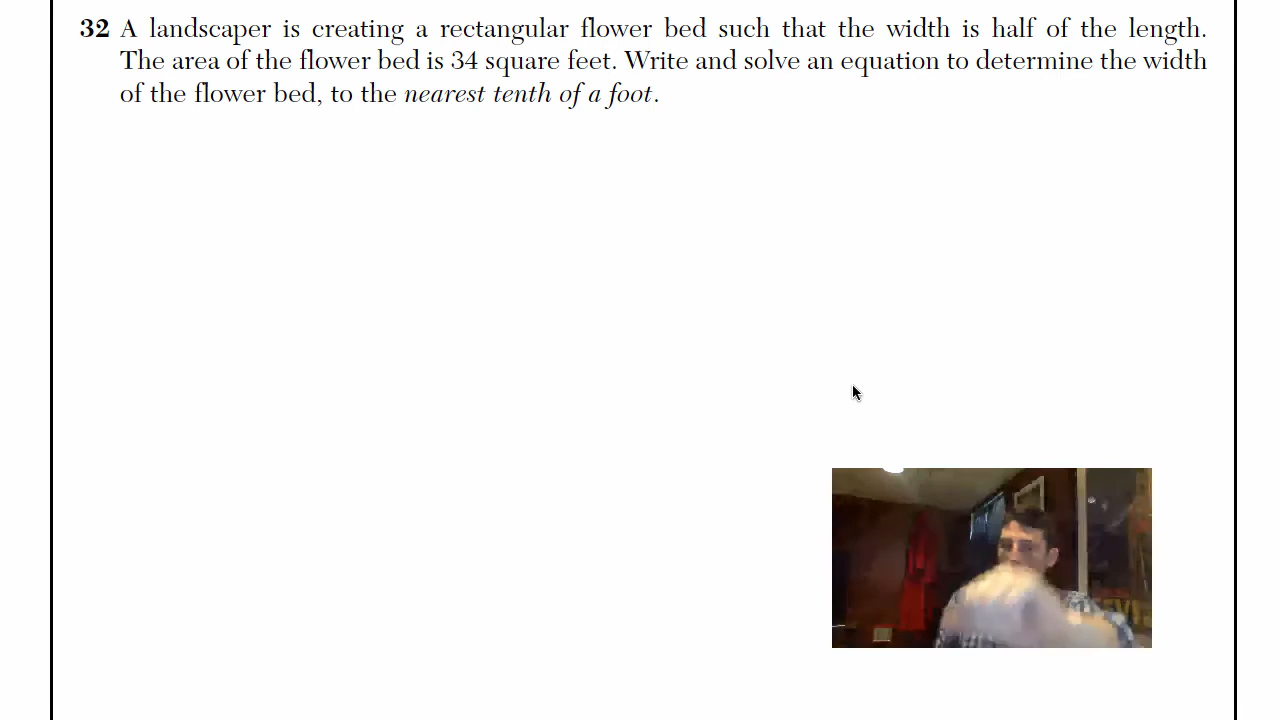 32 A landscaper is creating a rectangular flower bed such that the width is half of the length.
The area of the flower bed is 34 square feet. Write and solve an equation to determine the width
of the flower bed, to the nearest tenth of a foot.